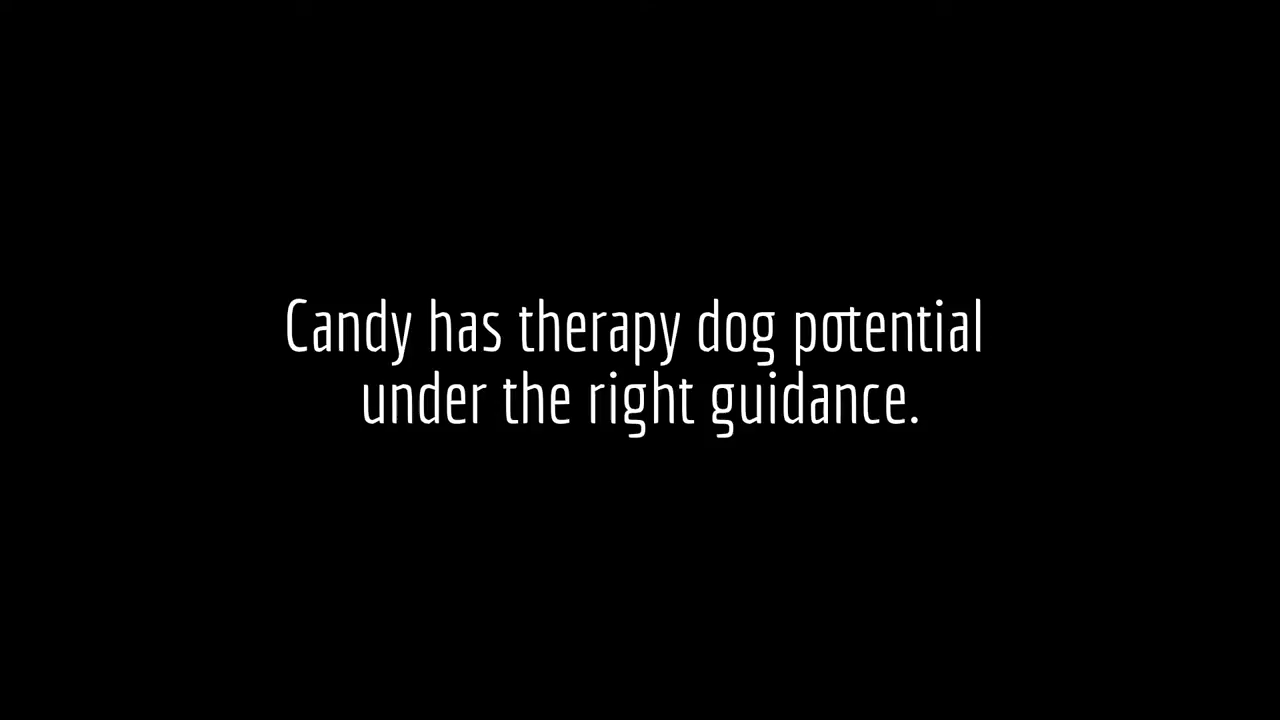 Candy has therapy dog potential
under the right guidance.